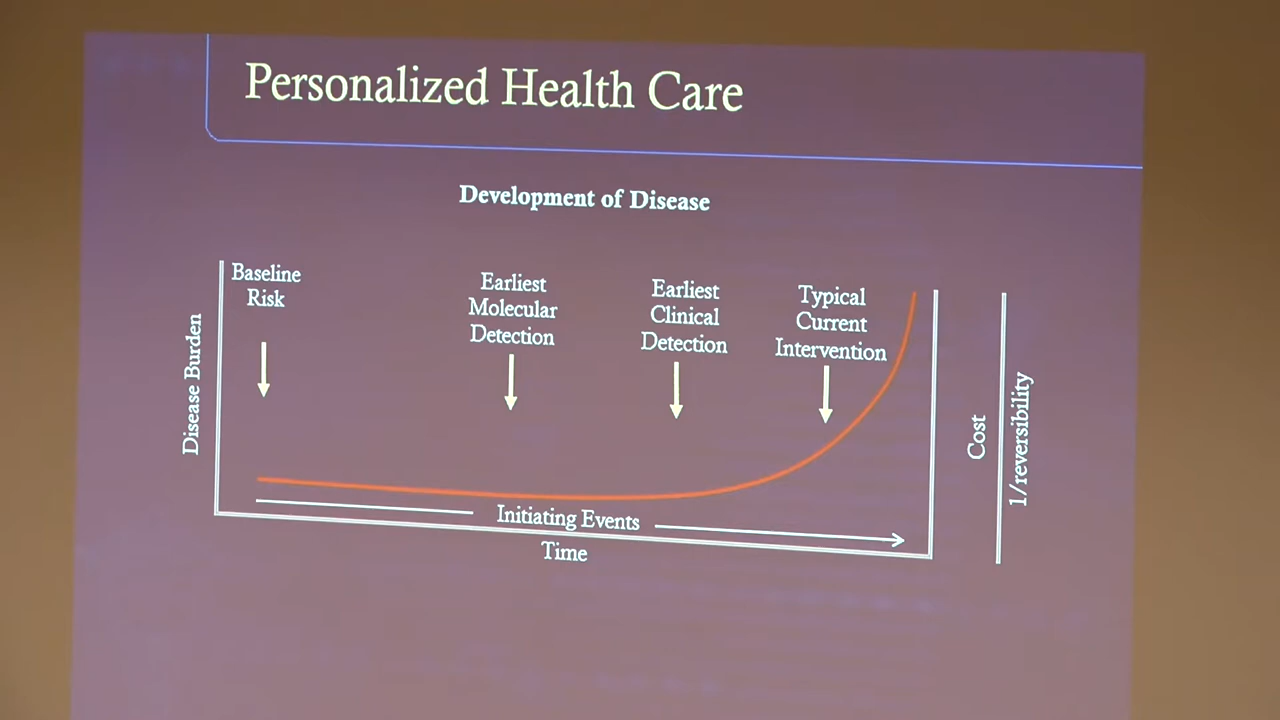 Personalized Health Care
Development of Disease
Baseline
Risk
Earliest
Molecular
Detection
Earliest
Clinical
Detection
Typical
Current
Intervention
Disease Burden
Cost
1/reversibility
Initiating Events
Time